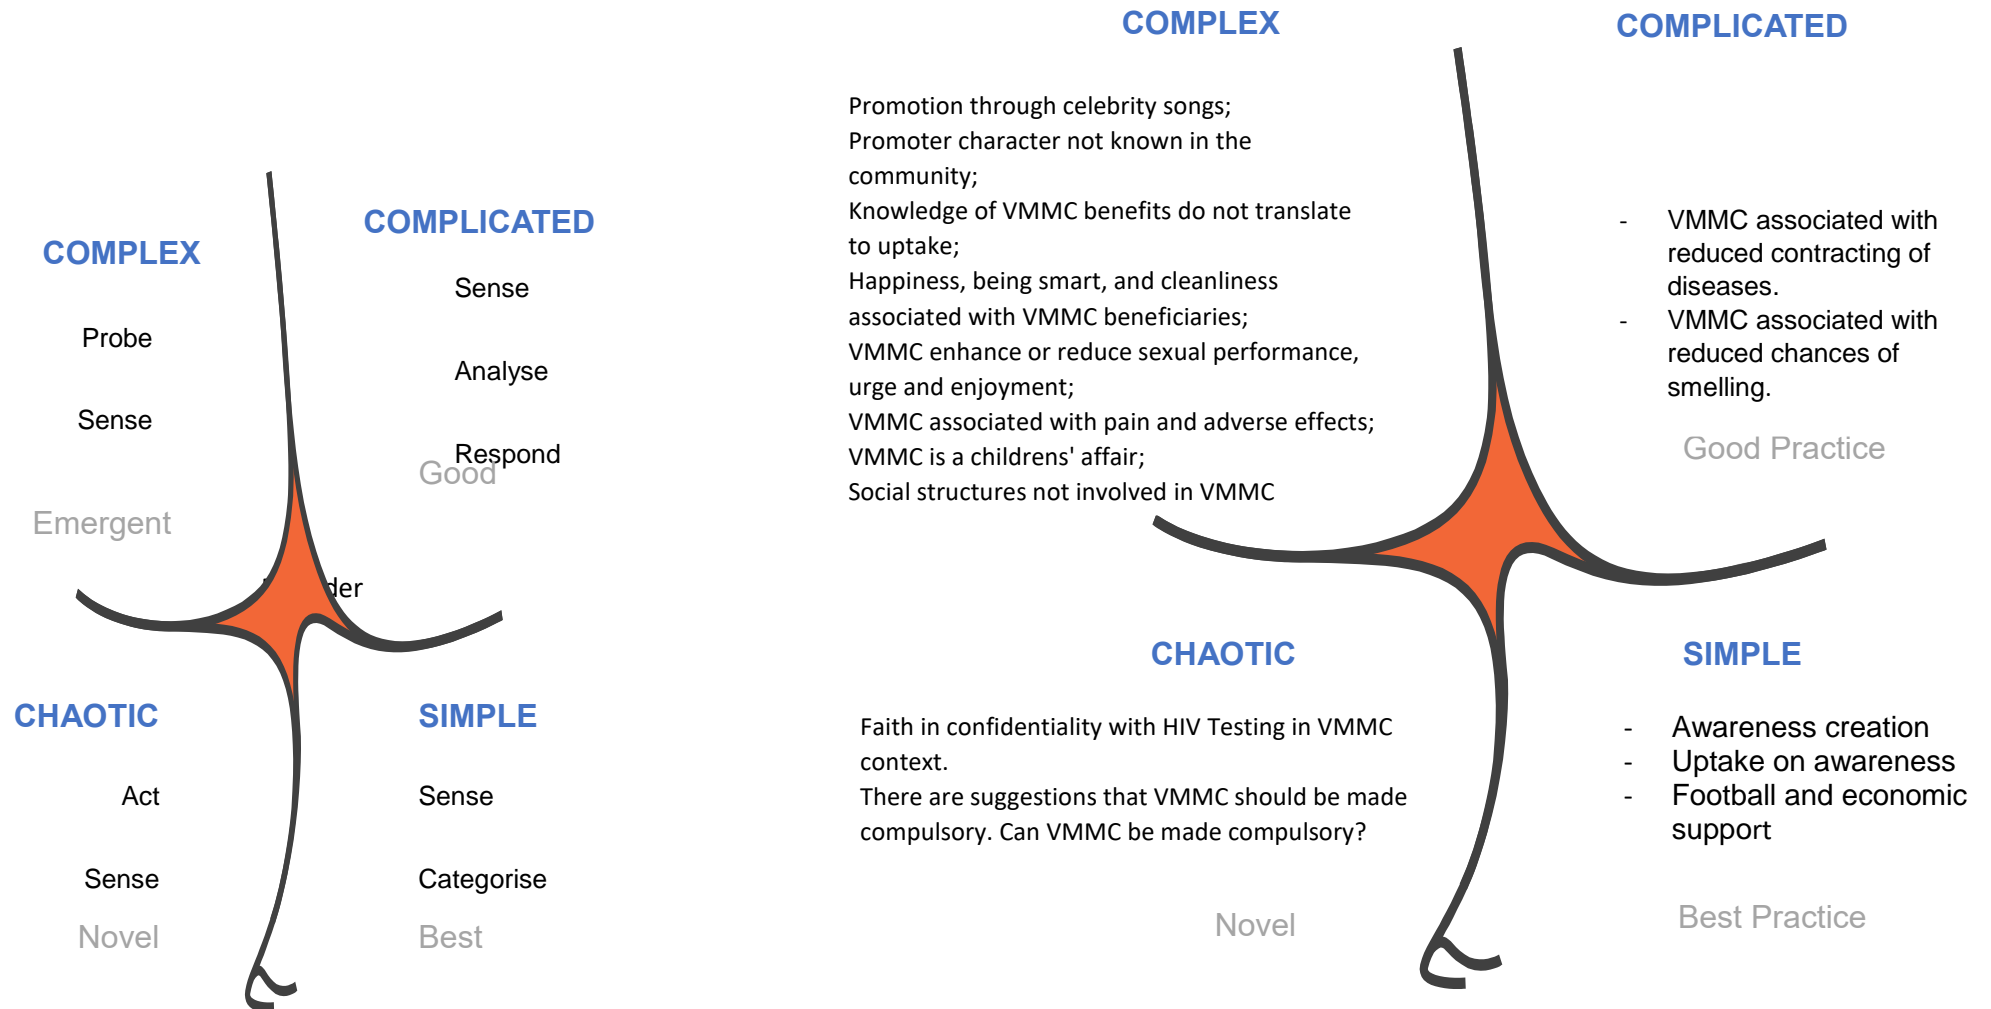 COMPLEX
Probe
Sense
Emergent
COMPLICATED
Sense
Analyse
Respond
Good
CHAOTIC
Act
Sense
Novel
SIMPLE
Sense
Categorise
Best
COMPLEX
Promotion through celebrity songs;
Promoter character not known in the
community;
Knowledge of VMMC benefits do not translate
to uptake;
Happiness, being smart, and cleanliness
associated with VMMC beneficiaries;
VMMC enhance or reduce sexual performance,
urge and enjoyment;
VMMC associated with pain and adverse effects;
VMMC is a childrens' affair;
Social structures not involved in VMMC
COMPLICATED
- VMMC associated with
reduced contracting of
diseases.
- VMMC associated with
reduced chances of
smelling.
Good Practice
CHAOTIC
Faith in confidentiality with HIV Testing in VMMC
context.
There are suggestions that VMMC should be made
compulsory. Can VMMC be made compulsory?
Novel
SIMPLE
- Awareness creation
- Uptake on awareness
- Football and economic
support
Best Practice